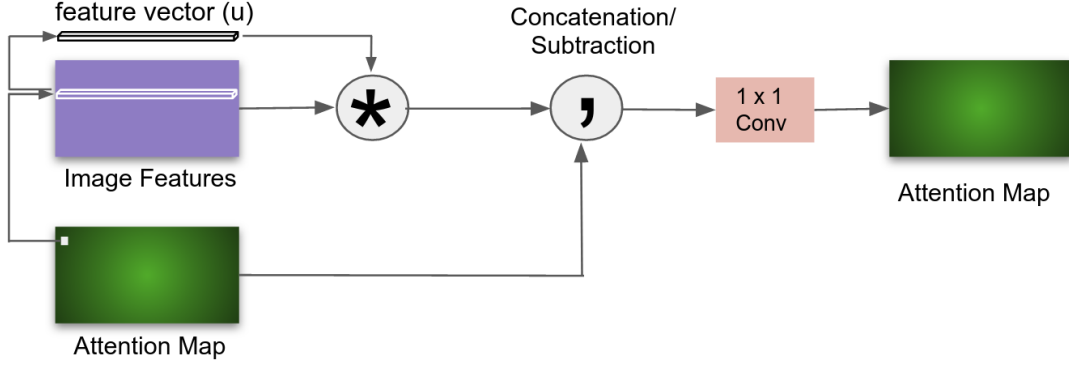 feature vector (u)
Concatenation/
Subtraction
*
,
1 x 1
Conv
Image Features
Attention Map
Attention Map